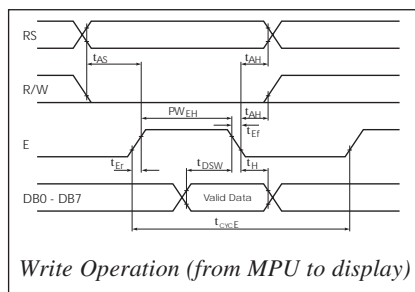 RS
tAS tAH
R/W
PWEH tAH
tEf
E
tEr tDSW tH
DB0 - DB7 Valid Data
tCYCE
Write Operation (from MPU to display)